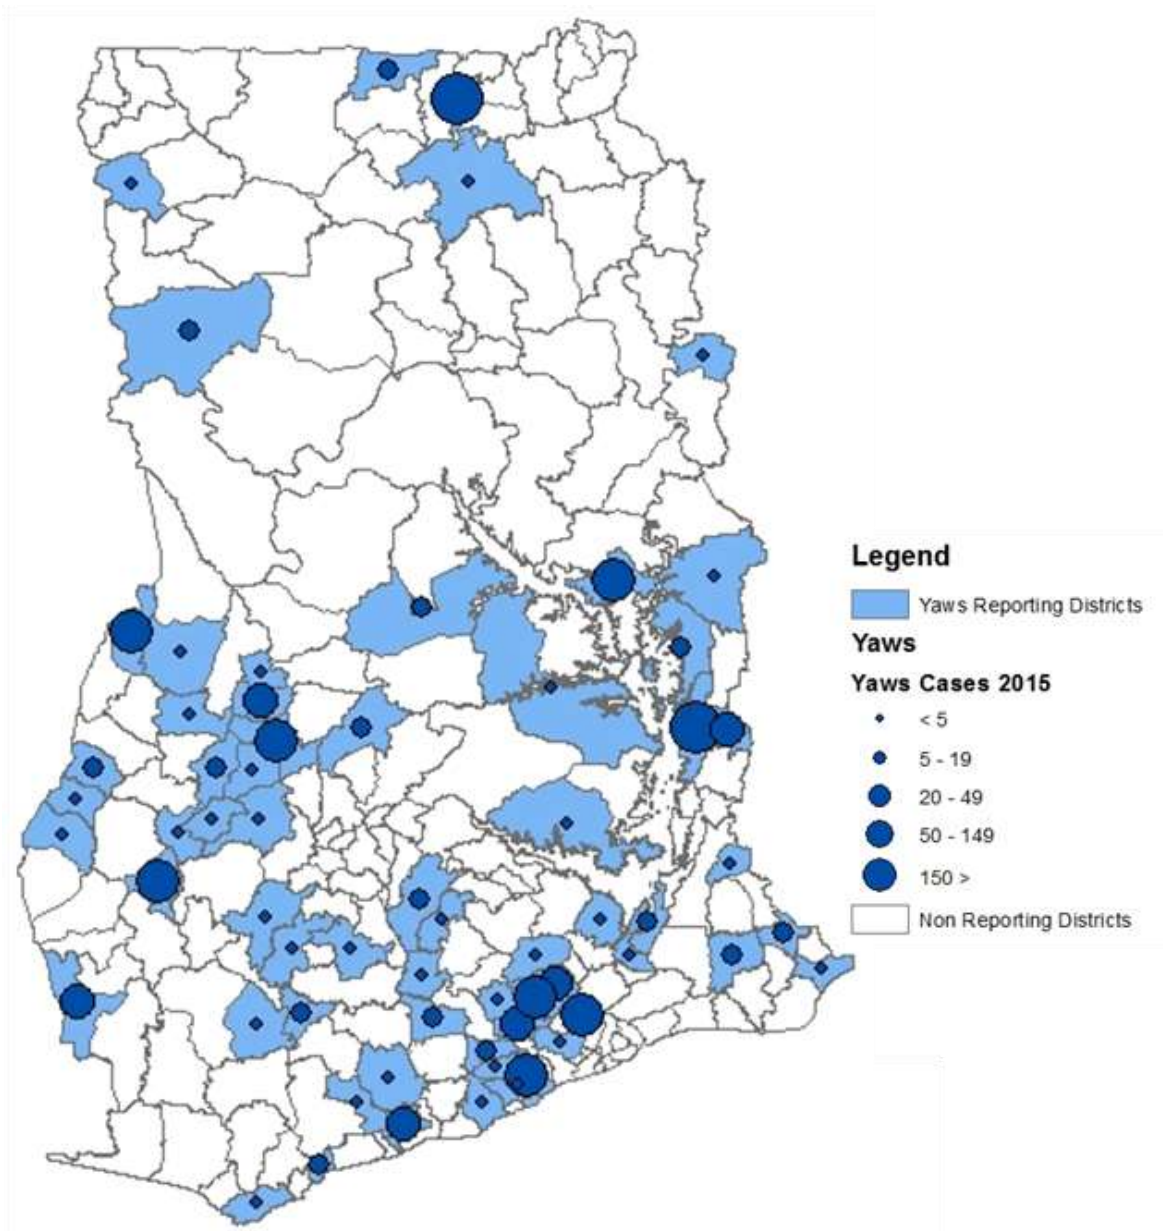 Legend
Yaws Reporting Districts
Yaws
Yaws Cases 2015
< 5
5 - 19
20 - 49
50 - 149
150 >
Non Reporting Districts